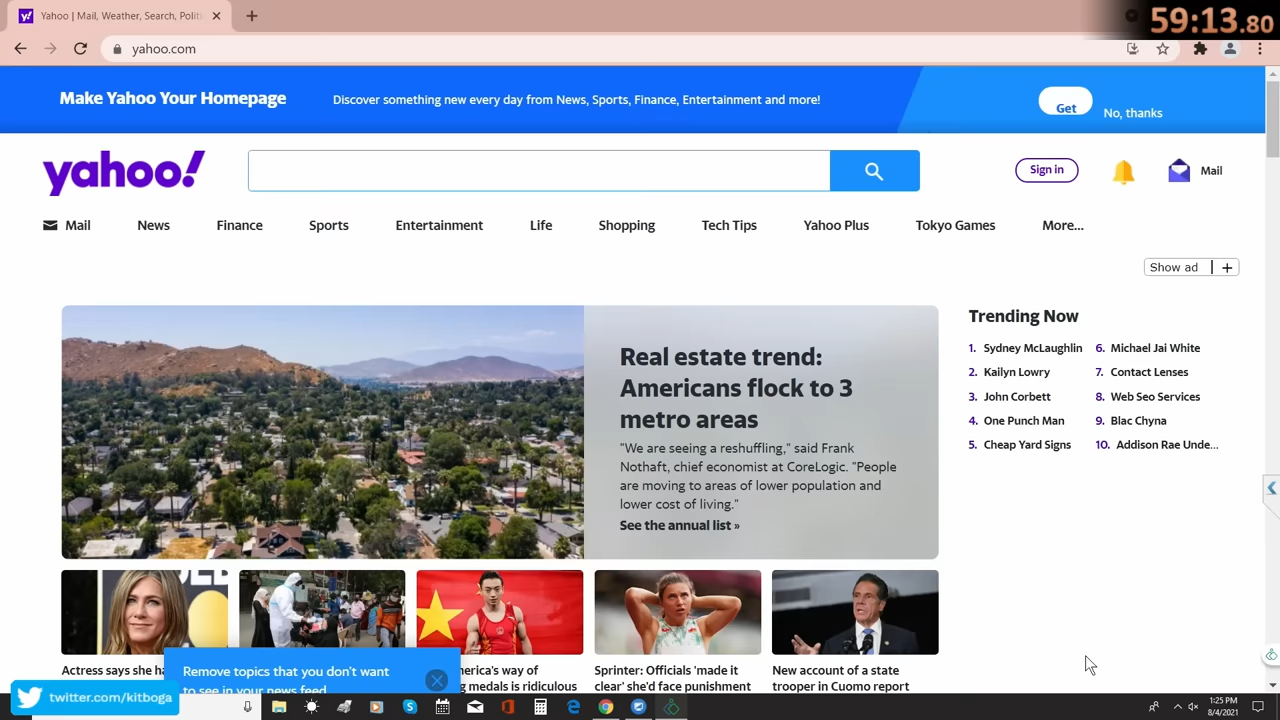 Yahoo | Mail, Weather, Search, Polit
59:13.80
yahoo.com
Make Yahoo Your Homepage
Discover something new every day from News, Sports, Finance, Entertainment and more!
Get
No, thanks
yahoo!
Sign in
Mail
Mail
News
Finance
Sports
Entertainment
Life
Shopping
Tech Tips
Yahoo Plus
Tokyo Games
More...
Show ad
Real estate trend:
Americans flock to 3
metro areas
"We are seeing a reshuffling," said Frank
Nothaft, chief economist at CoreLogic. "People
are moving to areas of lower population and
lower cost of living."
See the annual list »
Trending Now
1. Sydney McLaughlin
2. Kailyn Lowry
3. John Corbett
4. One Punch Man
5. Cheap Yard Signs
6. Michael Jai White
7. Contact Lenses
8. Web Seo Services
9. Blac Chyna
10. Addison Rae Unde...
Actress says she ha
Remove topics that you don't want
to see in your news feed
erica's way of
g medals is ridiculous
Sprinter: Officials 'made it
clear' she'd face punishment
New account of a state
trooper in Cuomo report
twitter.com/kitboga
1:25 PM
8/4/2021